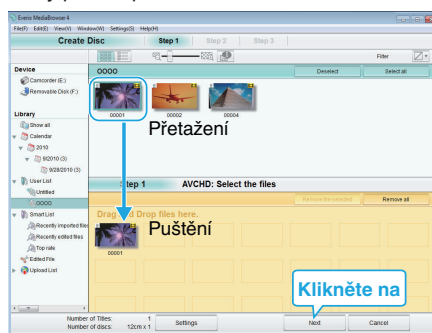 Everio MediaBrowser 4
File(F) Edit(E) View(V) Window(W) Settings(S) Help(H)
Create Disc
Step 1 Step 2 Step 3
Filter
Device
Camcorder (E:)
Removable Disk (F:)
Library
Show all
Calendar
2010
9/2010 (3)
9/28/2010 (3)
User List
Untitled
OOOO
Smart List
Recently imported files
Recently edited files
Top rate
Edited File
Upload List
OOOO
Deselect
Select all
00001
00002
00004
Přetažení
Step 1 AVCHD: Select the files
Remove the selected
Remove all
Drag and Drop files here.
Puštění
00001
Klikněte na
Number of Titles: 1
Number of discs: 12cm x 1
Settings
Next
Cancel